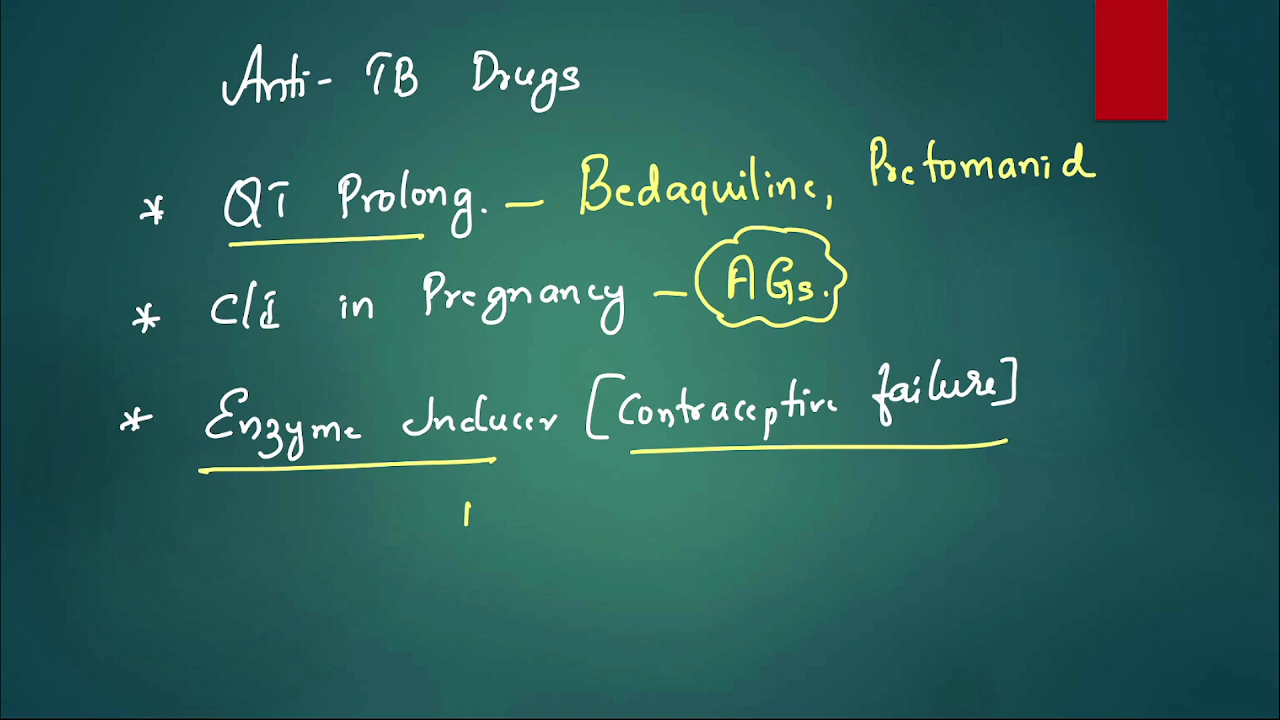 Anti-TB Drugs
* QT Prolong. — Bedaquiline, Pretomanid
* C/I in Pregnancy — AGs.
* Enzyme Inducer [Contraceptive failure]